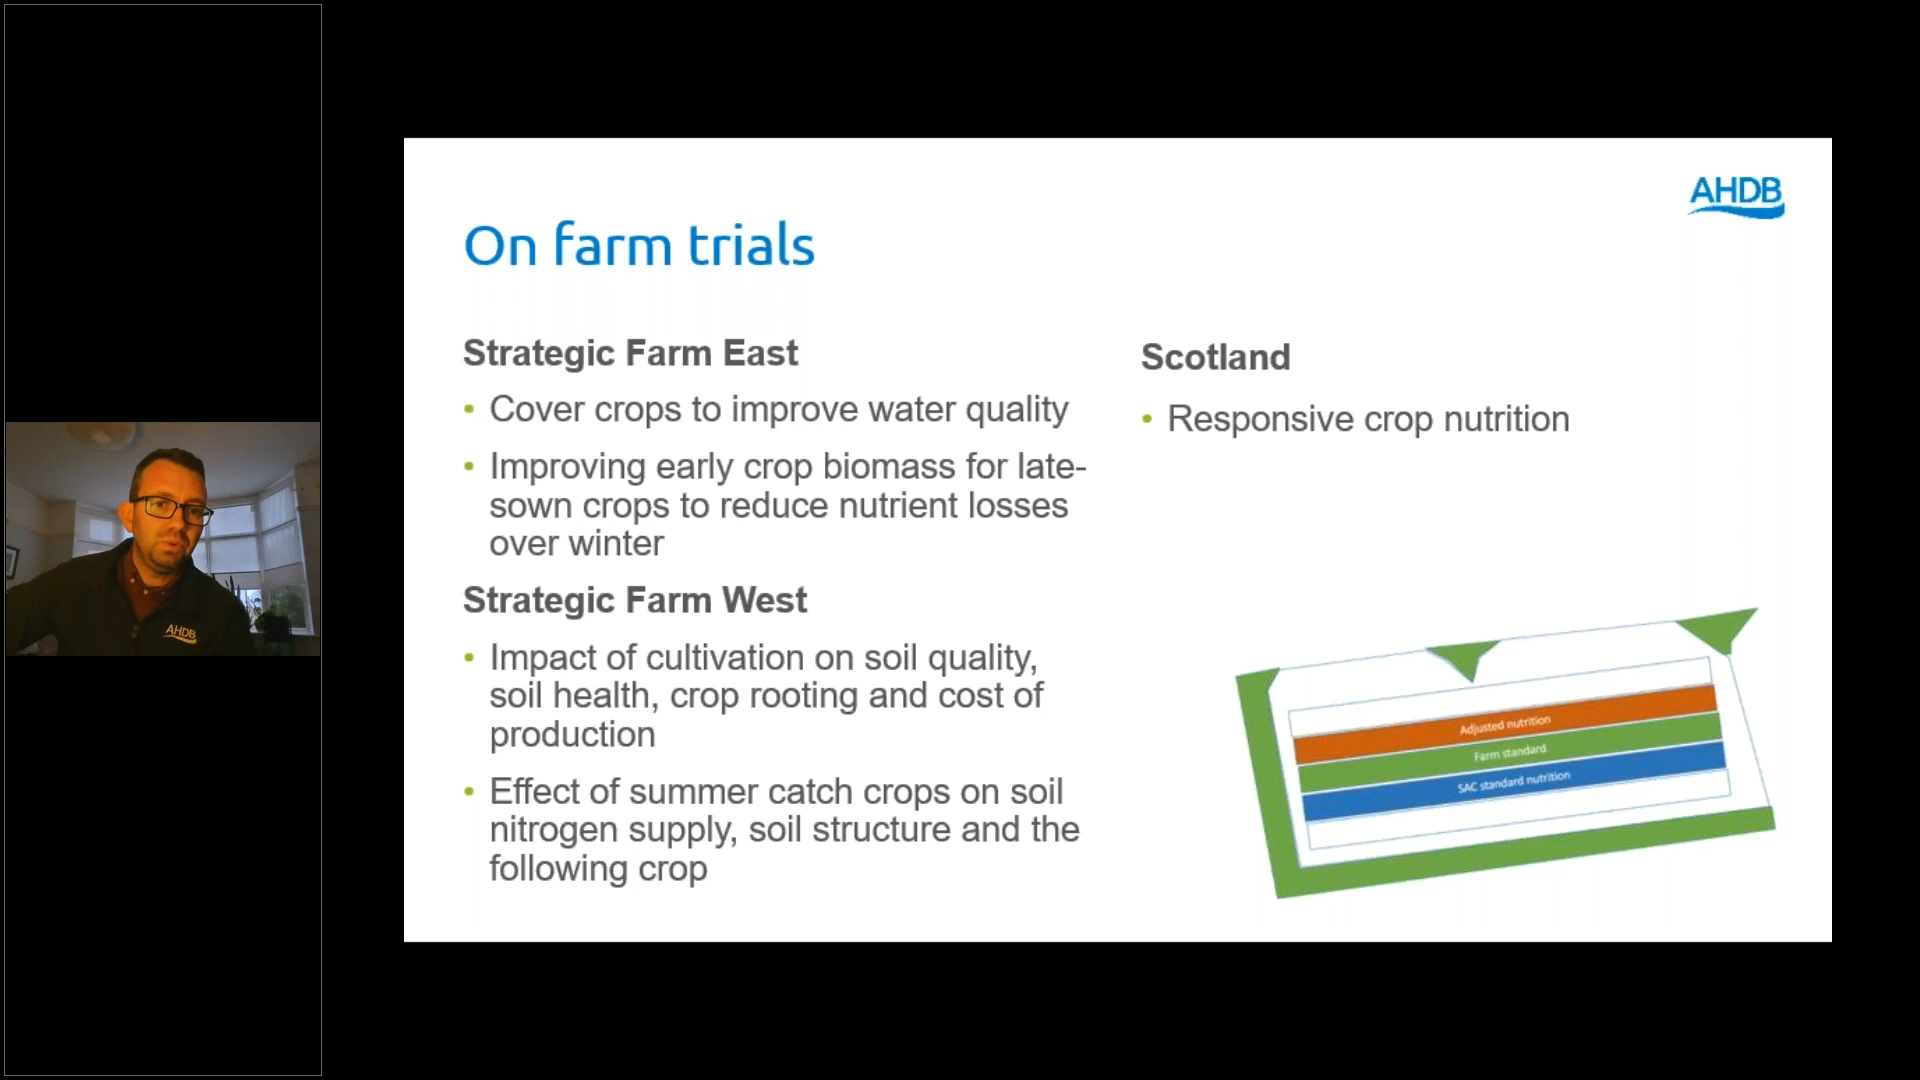 AHDB
On farm trials
Strategic Farm East
• Cover crops to improve water quality
• Improving early crop biomass for late-
sown crops to reduce nutrient losses
over winter
Strategic Farm West
• Impact of cultivation on soil quality,
soil health, crop rooting and cost of
production
• Effect of summer catch crops on soil
nitrogen supply, soil structure and the
following crop
Scotland
• Responsive crop nutrition
Adjusted nutrition
Farm standard
SAC standard nutrition
AHDB